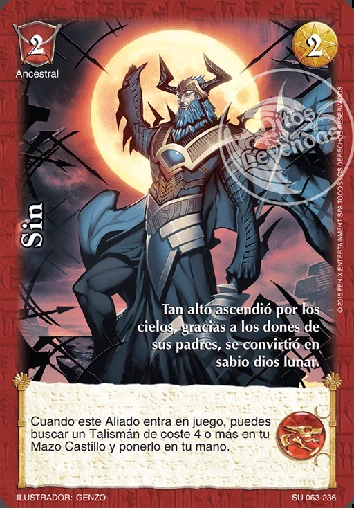 2
2
Ancestral
Mitos y Leyendas
Sin
Tan alto ascendió por los
cielos, gracias a los dones de
sus padres, se convirtió en
sabio dios lunar.
Cuando este Aliado entra en juego, puedes
buscar un Talismán de coste 4 o más en tu
Mazo Castillo y ponerlo en tu mano.
ILUSTRADOR: GENZO
SU 063-236